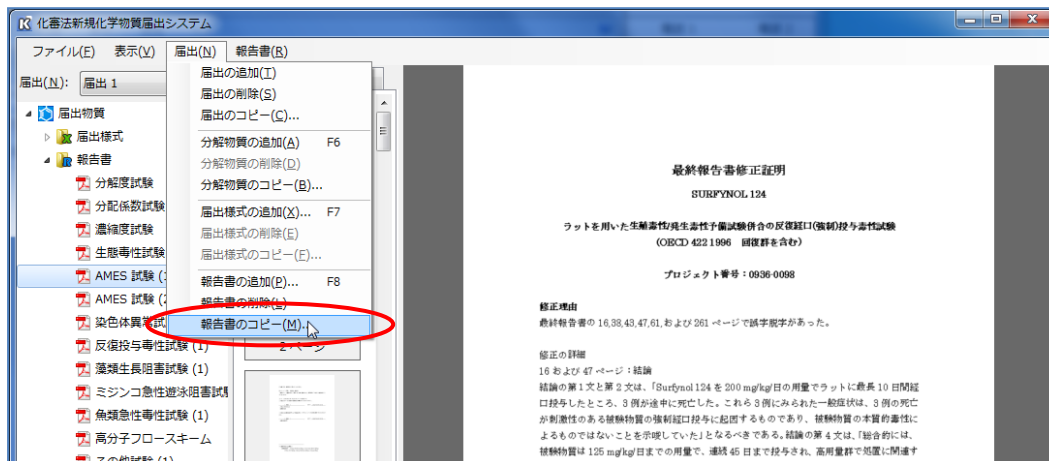 化審法新規化学物質届出システム
ファイル(F) 表示(V) 届出(N) 報告書(R)
届出(N): 届出 1
届出の追加(T)
届出の削除(S)
届出のコピー(C)...
分解物質の追加(A) F6
分解物質の削除(D)
分解物質のコピー(B)...
届出様式の追加(X)... F7
届出様式の削除(E)
届出様式のコピー(F)...
報告書の追加(P)... F8
報告書の削除(L)
報告書のコピー(M)...
届出物質
届出様式
報告書
分解度試験
分配係数試験
濃縮度試験
生態毒性試験
AMES 試験 (1
AMES 試験 (2
染色体異常試
反復投与毒性試験 (1)
藻類生長阻害試験 (1)
ミジンコ急性遊泳阻害試験
魚類急性毒性試験 (1)
高分子フロースキーム
その他試験 (1)
2 ページ
最終報告書修正証明
SURFYNOL 124
ラットを用いた生殖毒性/発生毒性予備試験併合の反復経口(強制)投与毒性試験
(OECD 422 1996 回復群を含む)
プロジェクト番号：0936-0098
修正理由
最終報告書の 16,38,43,47,61,および 261 ページで誤字脱字があった。
修正の詳細
16 および 47 ページ：結論
結論の第 1 文と第 2 文は、「Surfynol 124 を 200 mg/kg/日の用量でラットに最長 10 日間経
口投与したところ、3 例が途中に死亡した。これら 3 例にみられた一般症状は、3 例の死亡
が刺激性のある被験物質の強制経口投与に起因するものであり、被験物質の本質的毒性に
よるものではないことを示唆していた」となるべきである。結論の第 4 文は、「総合的には、
被験物質は 125 mg/kg/日までの用量で、連続 45 日まで投与され、高用量群で処置に関連す